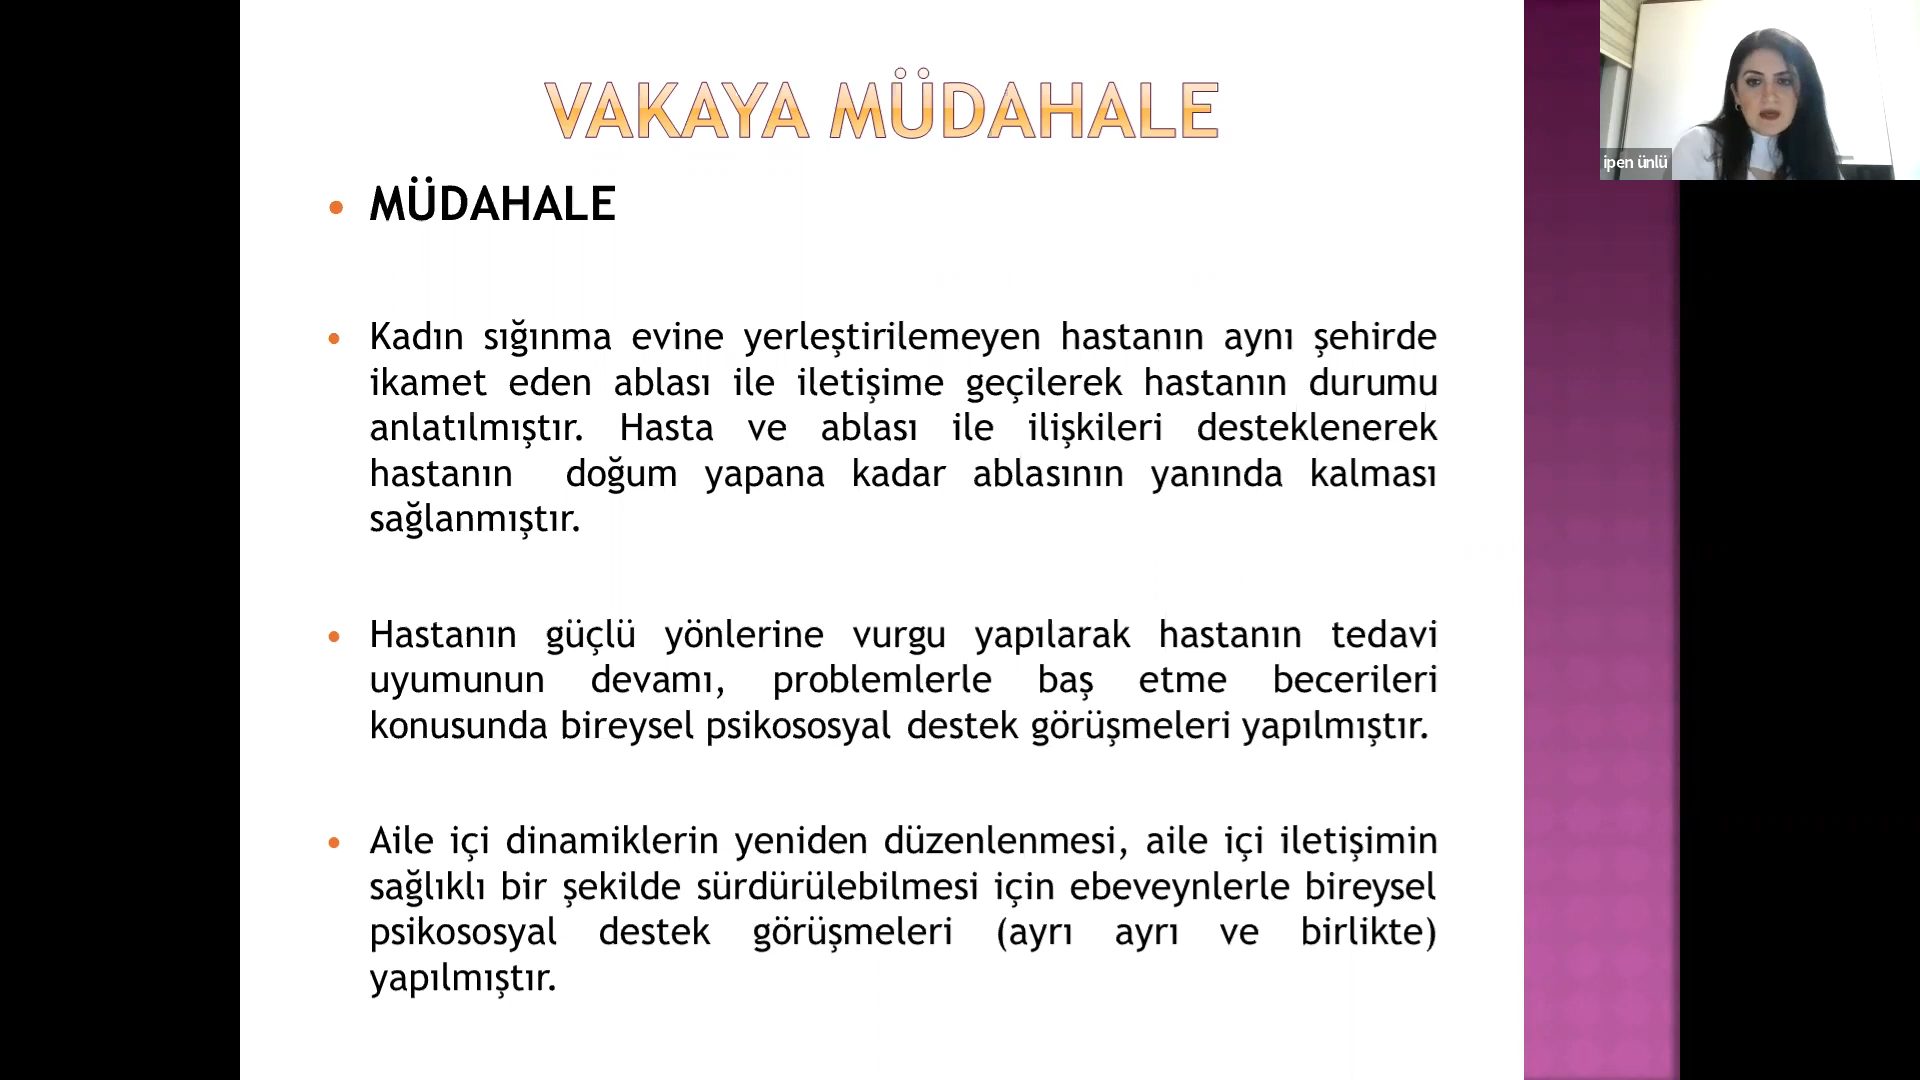 VAKAYA MÜDAHALE
ipen ünlü
• MÜDAHALE
• Kadın sığınma evine yerleştirilemeyen hastanın aynı şehirde
ikamet eden ablası ile iletişime geçilerek hastanın durumu
anlatılmıştır. Hasta ve ablası ile ilişkileri desteklenerek
hastanın doğum yapana kadar ablasının yanında kalması
sağlanmıştır.
• Hastanın güçlü yönlerine vurgu yapılarak hastanın tedavi
uyumunun devamı, problemlerle baş etme becerileri
konusunda bireysel psikososyal destek görüşmeleri yapılmıştır.
• Aile içi dinamiklerin yeniden düzenlenmesi, aile içi iletişimin
sağlıklı bir şekilde sürdürülebilmesi için ebeveynlerle bireysel
psikososyal destek görüşmeleri (ayrı ayrı ve birlikte)
yapılmıştır.